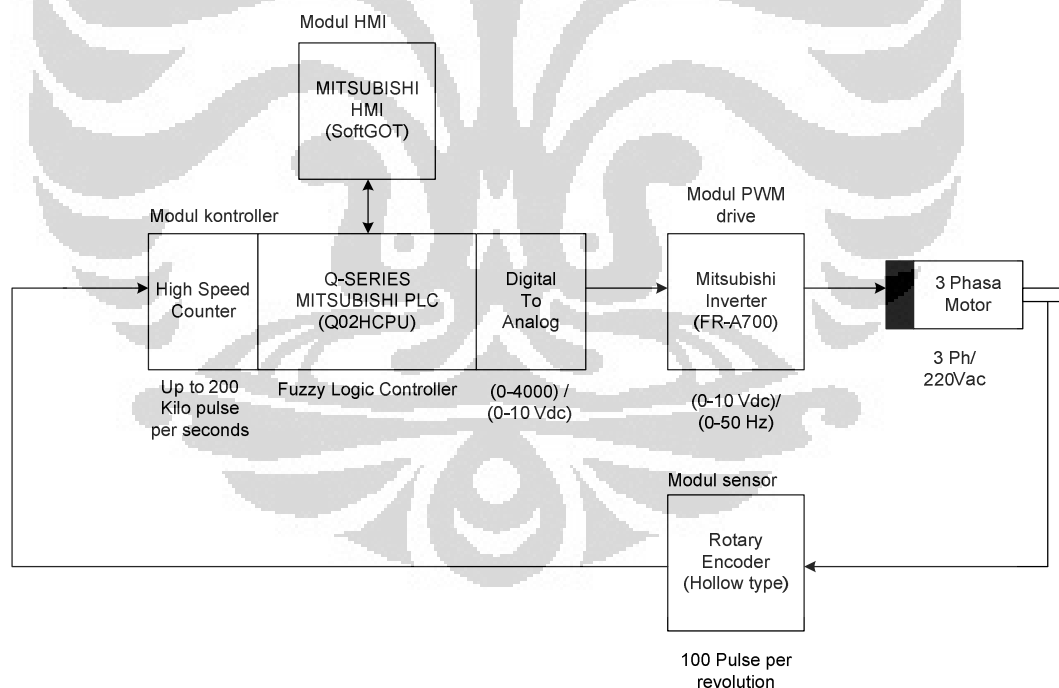 Modul HMI
MITSUBISHI
HMI
(SoftGOT)
Modul kontroller
High Speed
Counter
Q-SERIES
MITSUBISHI PLC
(Q02HCPU)
Digital
To
Analog
Up to 200
Kilo pulse
per seconds
Fuzzy Logic Controller
(0-4000) /
(0-10 Vdc)
Modul PWM
drive
Mitsubishi
Inverter
(FR-A700)
(0-10 Vdc)/
(0-50 Hz)
3 Phasa
Motor
3 Ph/
220Vac
Modul sensor
Rotary
Encoder
(Hollow type)
100 Pulse per
revolution